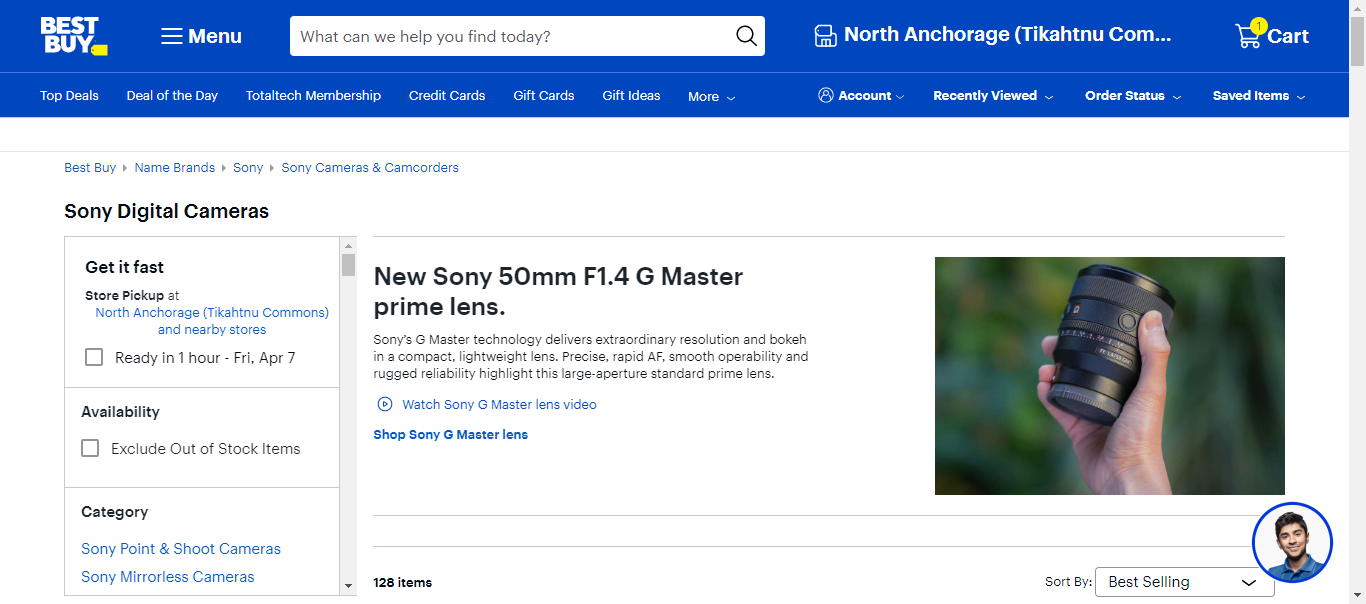 BEST
BUY
Menu
What can we help you find today?
North Anchorage (Tikahtnu Com...
1
Cart
Top Deals
Deal of the Day
Totaltech Membership
Credit Cards
Gift Cards
Gift Ideas
More
Account
Recently Viewed
Order Status
Saved Items
Best Buy
Name Brands
Sony
Sony Cameras & Camcorders
Sony Digital Cameras
Get it fast
Store Pickup at
North Anchorage (Tikahtnu Commons)
and nearby stores
Ready in 1 hour - Fri, Apr 7
Availability
Exclude Out of Stock Items
Category
Sony Point & Shoot Cameras
Sony Mirrorless Cameras
New Sony 50mm F1.4 G Master
prime lens.
Sony’s G Master technology delivers extraordinary resolution and bokeh
in a compact, lightweight lens. Precise, rapid AF, smooth operability and
rugged reliability highlight this large-aperture standard prime lens.
Watch Sony G Master lens video
Shop Sony G Master lens
128 items
Sort By:
Best Selling